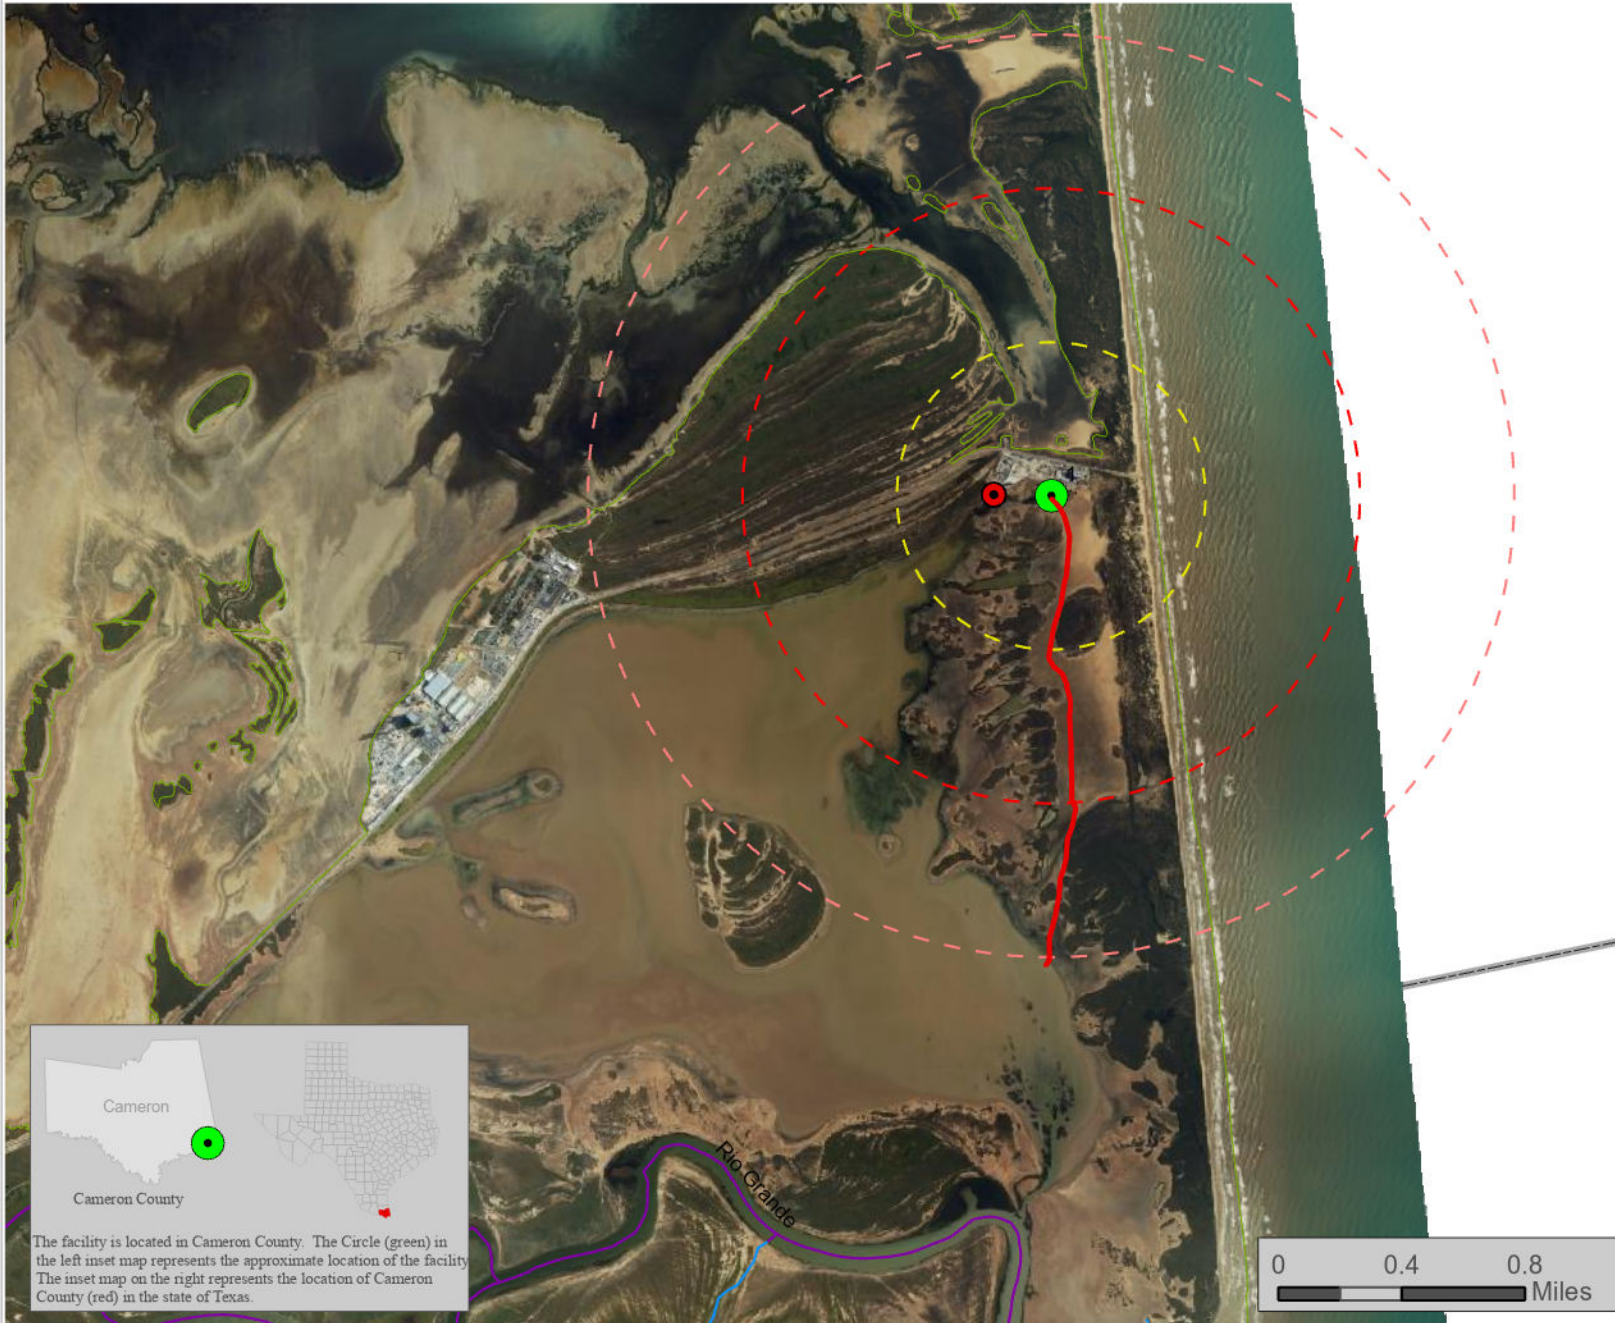 1
Rio Grande
Cameron
Cameron County
The facility is located in Cameron County.  The Circle (green) in
the left inset map represents the approximate location of the facility
The inset map on the right represents the location of Cameron
County (red) in the state of Texas.
0 0.4 0.8
Miles